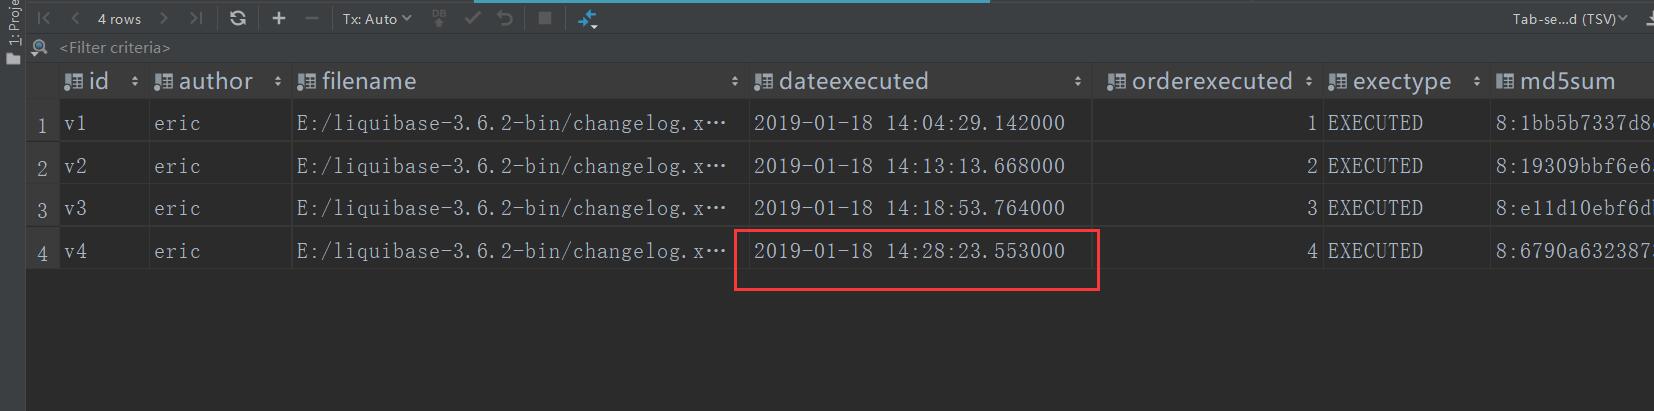 1: Proje
4 rows
Tx: Auto
DB
Tab-se...d (TSV)
<Filter criteria>
id author filename dateexecuted orderexecuted exectype md5sum
1 v1 eric E:/liquibase-3.6.2-bin/changelog.x… 2019-01-18 14:04:29.142000 1 EXECUTED 8:1bb5b7337d8
2 v2 eric E:/liquibase-3.6.2-bin/changelog.x… 2019-01-18 14:13:13.668000 2 EXECUTED 8:19309bbf6e6
3 v3 eric E:/liquibase-3.6.2-bin/changelog.x… 2019-01-18 14:18:53.764000 3 EXECUTED 8:e11d10ebf6d
4 v4 eric E:/liquibase-3.6.2-bin/changelog.x… 2019-01-18 14:28:23.553000 4 EXECUTED 8:6790a632387